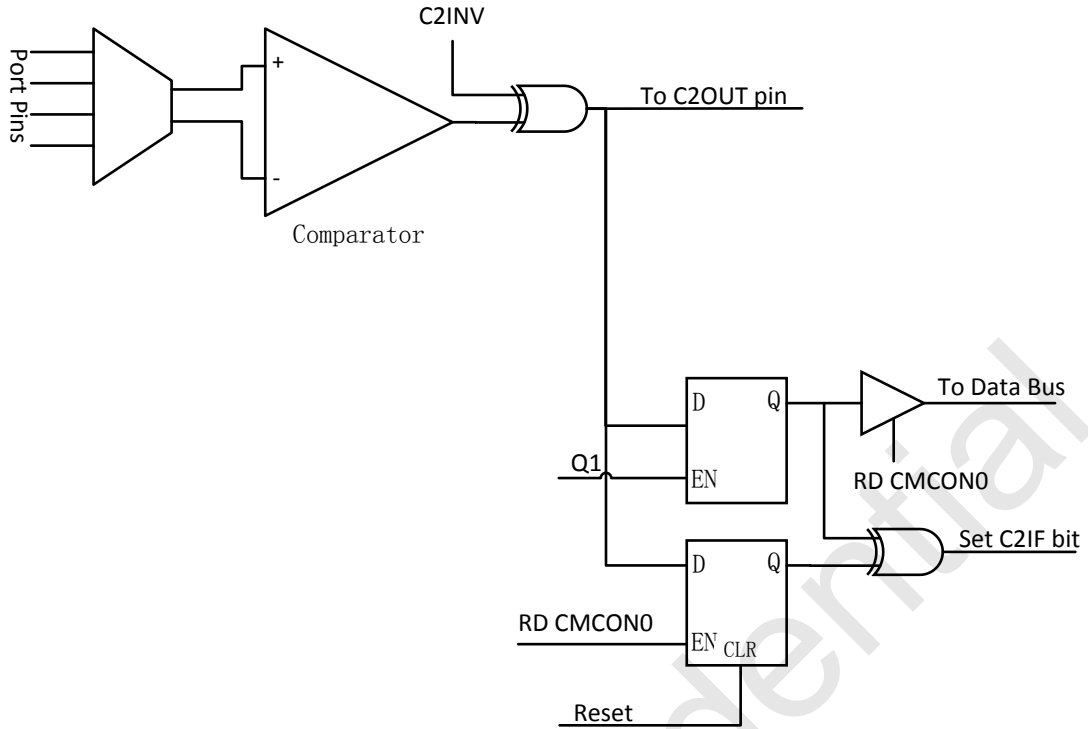 C2INV
Port Pins
+
-
To C2OUT pin
Comparator
D Q
To Data Bus
Q1
EN
RD CMCON0
Set C2IF bit
D Q
RD CMCON0
EN CLR
Reset